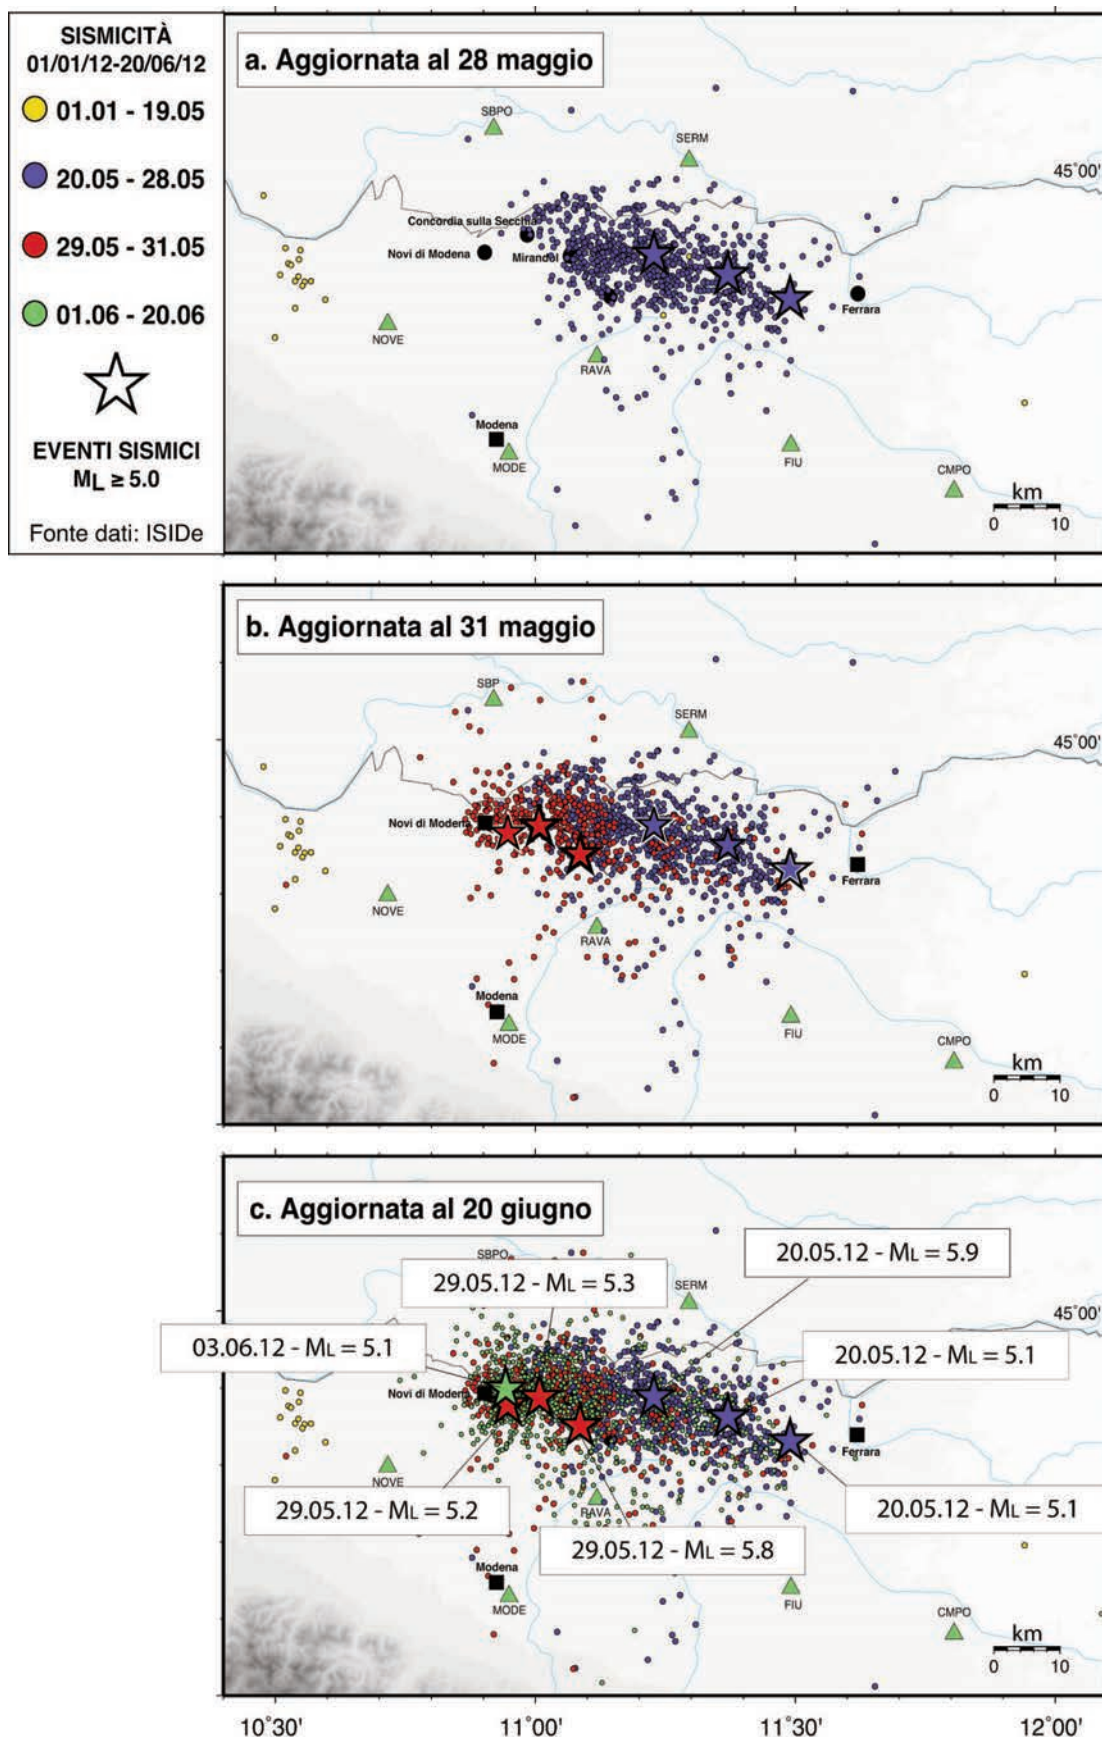 SISMICITÀ
01/01/12-20/06/12
01.01 - 19.05
20.05 - 28.05
29.05 - 31.05
01.06 - 20.06
EVENTI SISMICI
ML ≥ 5.0
Fonte dati: ISIDe
a. Aggiornata al 28 maggio
SBPO
SERM
45°00'
Concordia sulla Secchia
Novi di Modena
Mirandol
Ferrara
NOVE
RAVA
Modena
MODE
FIU
CMPO
km
0 10
b. Aggiornata al 31 maggio
SBP
SERM
45°00'
Novi di Modena
Ferrara
NOVE
RAVA
Modena
MODE
FIU
CMPO
km
0 10
c. Aggiornata al 20 giugno
SBPO
20.05.12 - ML = 5.9
29.05.12 - ML = 5.3
SERM
45°00'
03.06.12 - ML = 5.1
20.05.12 - ML = 5.1
Novi di Modena
Ferrara
NOVE
29.05.12 - ML = 5.2
RAVA
20.05.12 - ML = 5.1
29.05.12 - ML = 5.8
Modena
MODE
FIU
CMPO
km
0 10
10°30' 11°00' 11°30' 12°00'